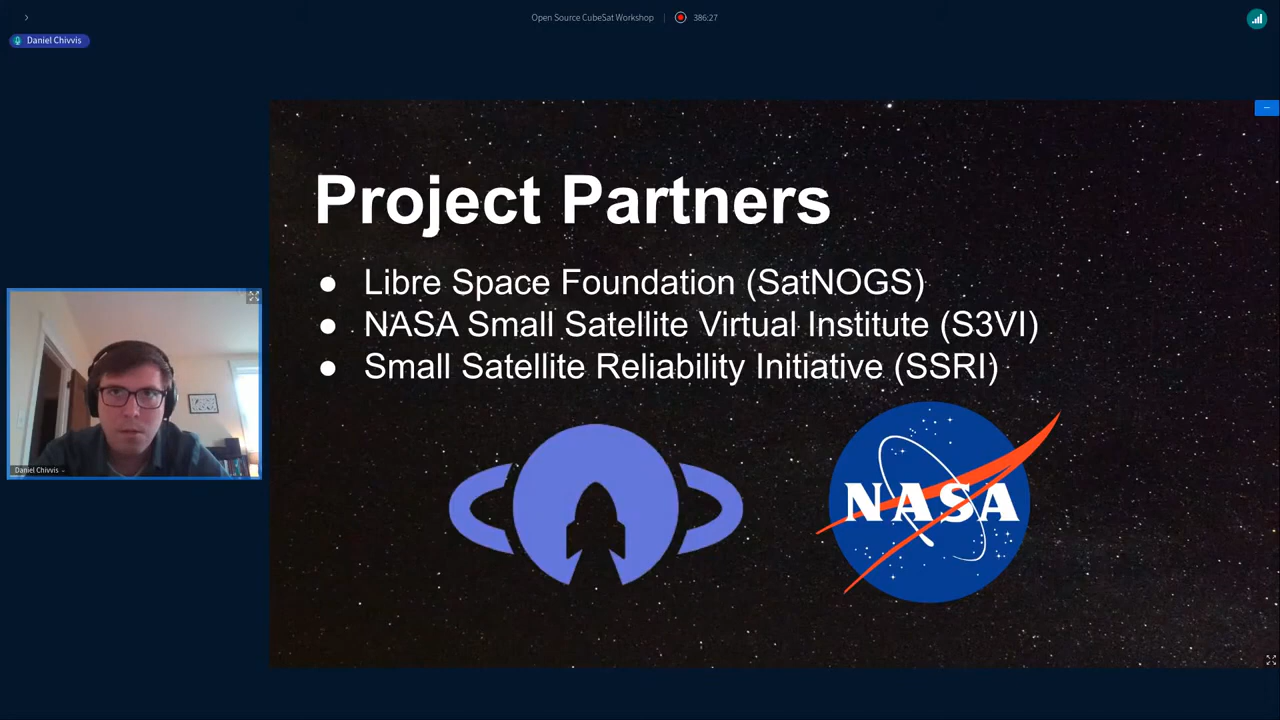 Open Source CubeSat Workshop
386:27
Daniel Chivvis
Project Partners
● Libre Space Foundation (SatNOGS)
● NASA Small Satellite Virtual Institute (S3VI)
● Small Satellite Reliability Initiative (SSRI)
NASA
Daniel Chivvis